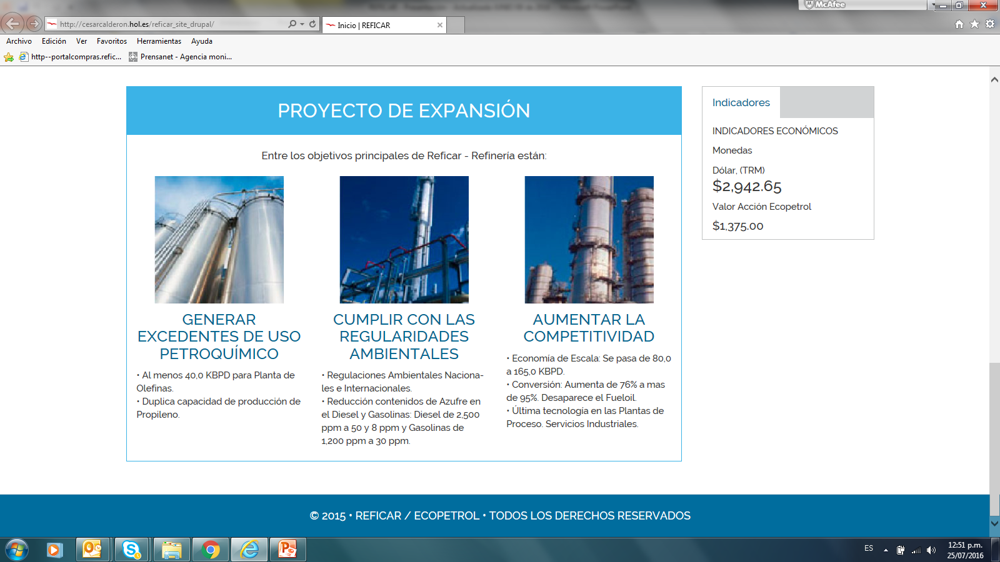 McAfee
http://cesarcalderon.hol.es/reficar_site_drupal/
Inicio | REFICAR
Archivo Edición Ver Favoritos Herramientas Ayuda
http--portalcompras.refic... Prensanet - Agencia moni...
PROYECTO DE EXPANSIÓN
Entre los objetivos principales de Reficar - Refinería están:
GENERAR
EXCEDENTES DE USO
PETROQUÍMICO
• Al menos 40,0 KBPD para Planta de
Olefinas.
• Duplica capacidad de producción de
Propileno.
CUMPLIR CON LAS
REGULARIDADES
AMBIENTALES
• Regulaciones Ambientales Naciona-
les e Internacionales.
• Reducción contenidos de Azufre en
el Diesel y Gasolinas: Diesel de 2,500
ppm a 50 y 8 ppm y Gasolinas de
1,200 ppm a 30 ppm.
AUMENTAR LA
COMPETITIVIDAD
• Economía de Escala: Se pasa de 80,0
a 165,0 KBPD.
• Conversión: Aumenta de 76% a mas
de 95%. Desaparece el Fueloil.
• Última tecnología en las Plantas de
Proceso. Servicios Industriales.
Indicadores
INDICADORES ECONÓMICOS
Monedas
Dólar, (TRM)
$2,942.65
Valor Acción Ecopetrol
$1,375.00
© 2015 • REFICAR / ECOPETROL • TODOS LOS DERECHOS RESERVADOS
ES
12:51 p.m.
25/07/2016